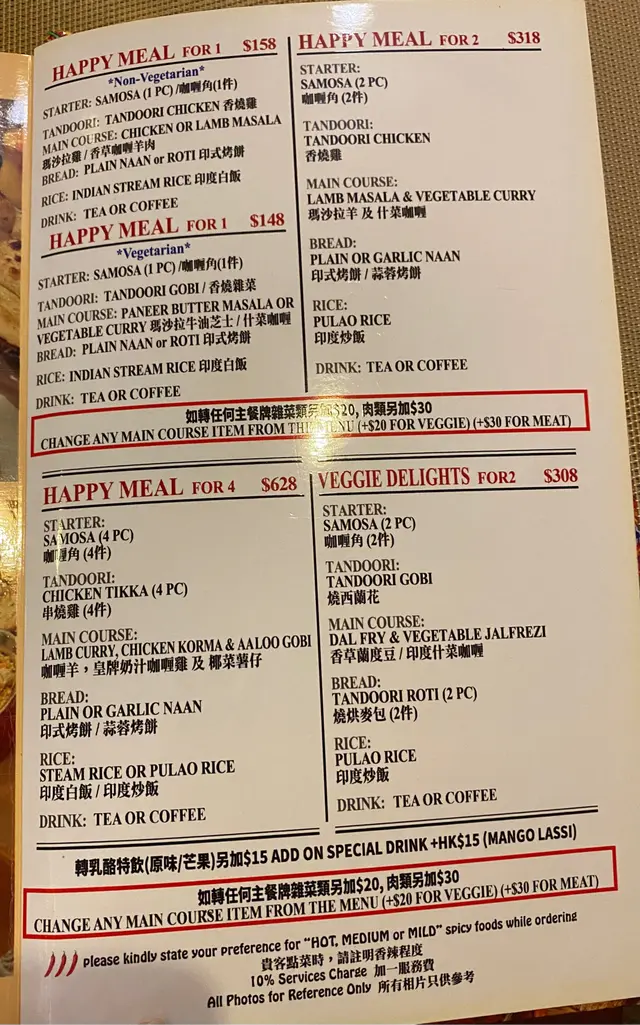 HAPPY MEAL FOR 1 $158
*Non-Vegetarian*
STARTER: SAMOSA (1 PC) /咖喱角(1件)
TANDOORI: TANDOORI CHICKEN 香燒雞
MAIN COURSE: CHICKEN OR LAMB MASALA
瑪沙拉雞 / 香草咖喱羊肉
BREAD: PLAIN NAAN or ROTI 印式烤餅
RICE: INDIAN STREAM RICE 印度白飯
DRINK: TEA OR COFFEE
HAPPY MEAL FOR 1 $148
*Vegetarian*
STARTER: SAMOSA (1 PC) /咖喱角(1件)
TANDOORI: TANDOORI GOBI / 香燒雜菜
MAIN COURSE: PANEER BUTTER MASALA OR
VEGETABLE CURRY 瑪沙拉牛油芝士 / 什菜咖喱
BREAD: PLAIN NAAN or ROTI 印式烤餅
RICE: INDIAN STREAM RICE 印度白飯
DRINK: TEA OR COFFEE
HAPPY MEAL FOR 2 $318
STARTER:
SAMOSA (2 PC)
咖喱角 (2件)
TANDOORI:
TANDOORI CHICKEN
香燒雞
MAIN COURSE:
LAMB MASALA & VEGETABLE CURRY
瑪沙拉羊 及 什菜咖喱
BREAD:
PLAIN OR GARLIC NAAN
印式烤餅 / 蒜蓉烤餅
RICE:
PULAO RICE
印度炒飯
DRINK: TEA OR COFFEE
如轉任何主餐牌雜菜類另加$20, 肉類另加$30
CHANGE ANY MAIN COURSE ITEM FROM THE MENU (+$20 FOR VEGGIE) (+$30 FOR MEAT)
HAPPY MEAL FOR 4 $628
STARTER:
SAMOSA (4 PC)
咖喱角 (4件)
TANDOORI:
CHICKEN TIKKA (4 PC)
串燒雞 (4件)
MAIN COURSE:
LAMB CURRY, CHICKEN KORMA & AALOO GOBI
咖喱羊，皇牌奶汁咖喱雞 及 椰菜薯仔
BREAD:
PLAIN OR GARLIC NAAN
印式烤餅 / 蒜蓉烤餅
RICE:
STEAM RICE OR PULAO RICE
印度白飯 / 印度炒飯
DRINK: TEA OR COFFEE
VEGGIE DELIGHTS FOR2 $308
STARTER:
SAMOSA (2 PC)
咖喱角 (2件)
TANDOORI:
TANDOORI GOBI
燒西蘭花
MAIN COURSE:
DAL FRY & VEGETABLE JALFREZI
香草蘭度豆 / 印度什菜咖喱
BREAD:
TANDOORI ROTI (2 PC)
燒烘麥包 (2件)
RICE:
PULAO RICE
印度炒飯
DRINK: TEA OR COFFEE
轉乳酪特飲(原味/芒果)另加$15 ADD ON SPECIAL DRINK +HK$15 (MANGO LASSI)
如轉任何主餐牌雜菜類另加$20, 肉類另加$30
CHANGE ANY MAIN COURSE ITEM FROM THE MENU (+$20 FOR VEGGIE) (+$30 FOR MEAT)
please kindly state your preference for "HOT, MEDIUM or MILD" spicy foods while ordering
貴客點菜時，請註明香辣程度
10% Services Charge 加一服務費
All Photos for Reference Only 所有相片只供參考